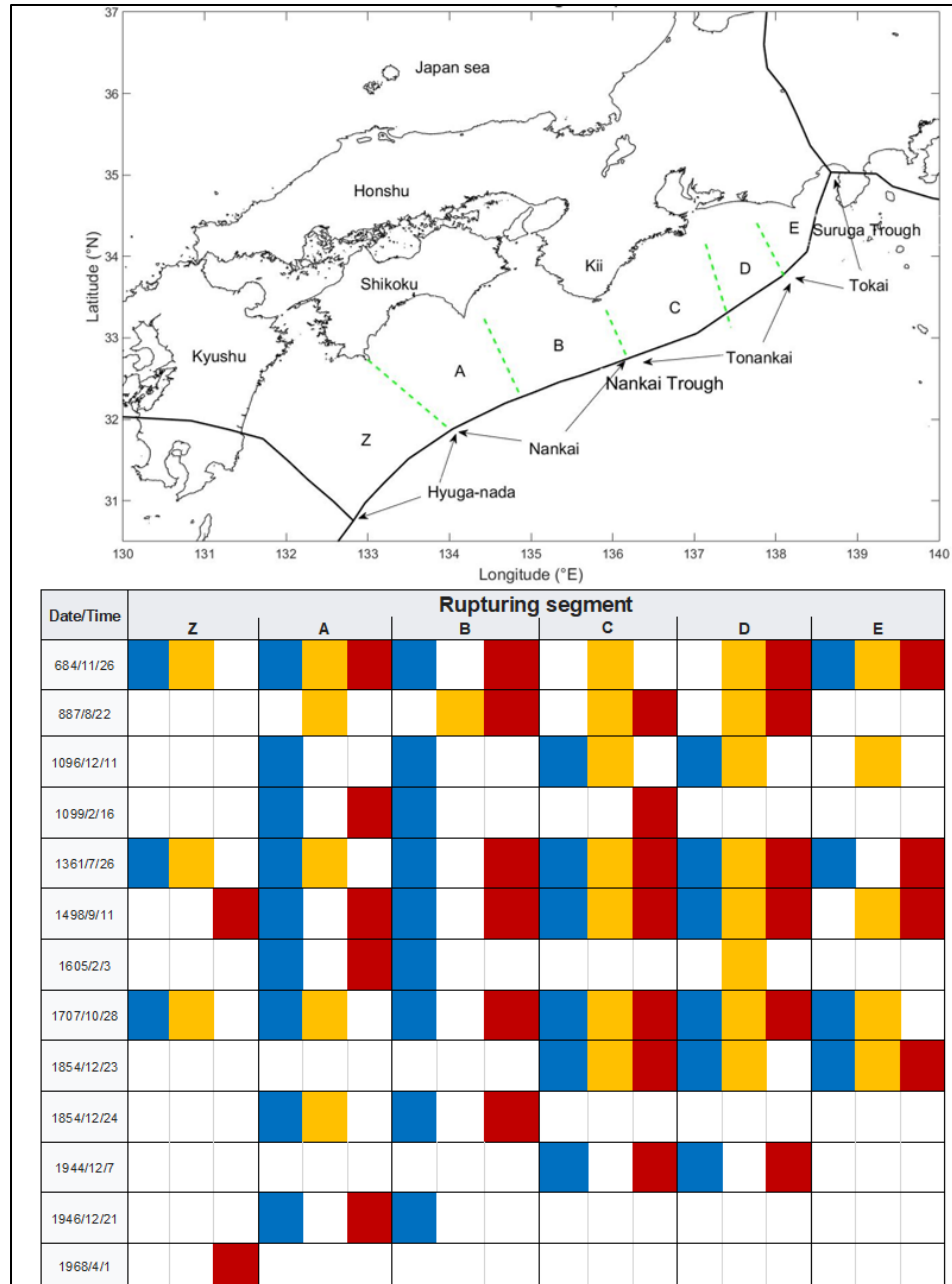 37
36
35
34
33
32
31
Latitude (°N)
Japan sea
Honshu
Shikoku
Kii
Kyushu
E
Suruga Trough
D
Tokai
C
B
Tonankai
A
Nankai Trough
Z
Nankai
Hyuga-nada
130 131 132 133 134 135 136 137 138 139 140
Longitude (°E)
Date/Time
Rupturing segment
Z A B C D E
684/11/26
887/8/22
1096/12/11
1099/2/16
1361/7/26
1498/9/11
1605/2/3
1707/10/28
1854/12/23
1854/12/24
1944/12/7
1946/12/21
1968/4/1